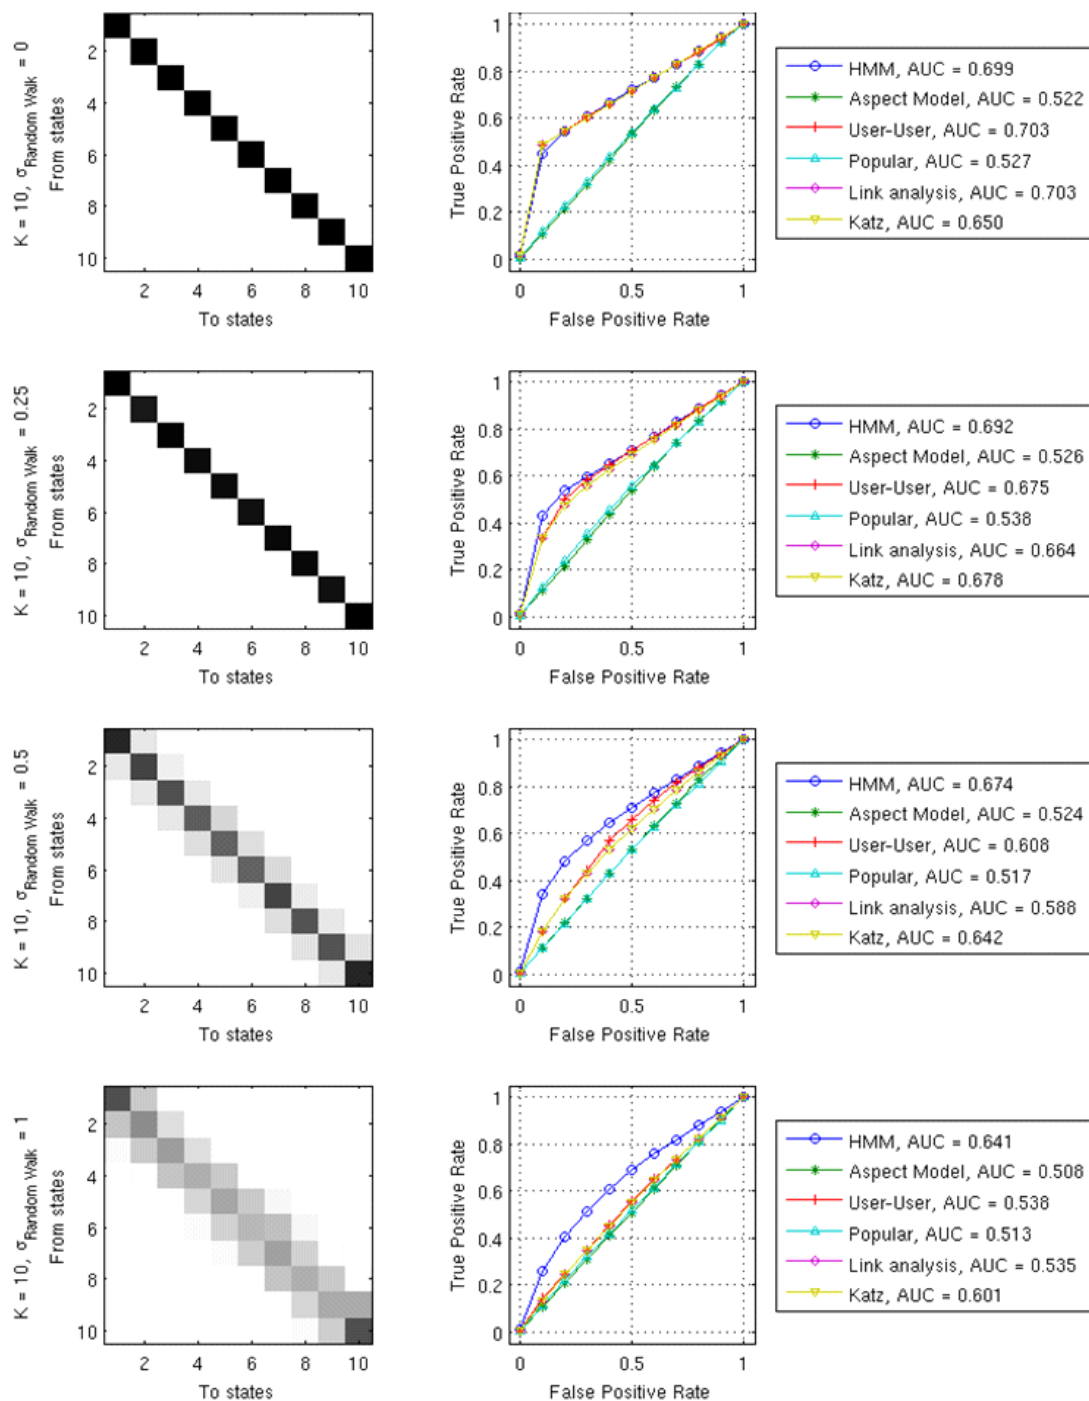 K = 10, σRandom Walk = 0
From states
2
4
6
8
10
2 4 6 8 10
To states
True Positive Rate
1
0.8
0.6
0.4
0.2
0
0 0.5 1
False Positive Rate
HMM, AUC = 0.699
Aspect Model, AUC = 0.522
User-User, AUC = 0.703
Popular, AUC = 0.527
Link analysis, AUC = 0.703
Katz, AUC = 0.650
K = 10, σRandom Walk = 0.25
From states
2
4
6
8
10
2 4 6 8 10
To states
True Positive Rate
1
0.8
0.6
0.4
0.2
0
0 0.5 1
False Positive Rate
HMM, AUC = 0.692
Aspect Model, AUC = 0.526
User-User, AUC = 0.675
Popular, AUC = 0.538
Link analysis, AUC = 0.664
Katz, AUC = 0.678
K = 10, σRandom Walk = 0.5
From states
2
4
6
8
10
2 4 6 8 10
To states
True Positive Rate
1
0.8
0.6
0.4
0.2
0
0 0.5 1
False Positive Rate
HMM, AUC = 0.674
Aspect Model, AUC = 0.524
User-User, AUC = 0.608
Popular, AUC = 0.517
Link analysis, AUC = 0.588
Katz, AUC = 0.642
K = 10, σRandom Walk = 1
From states
2
4
6
8
10
2 4 6 8 10
To states
True Positive Rate
1
0.8
0.6
0.4
0.2
0
0 0.5 1
False Positive Rate
HMM, AUC = 0.641
Aspect Model, AUC = 0.508
User-User, AUC = 0.538
Popular, AUC = 0.513
Link analysis, AUC = 0.535
Katz, AUC = 0.601